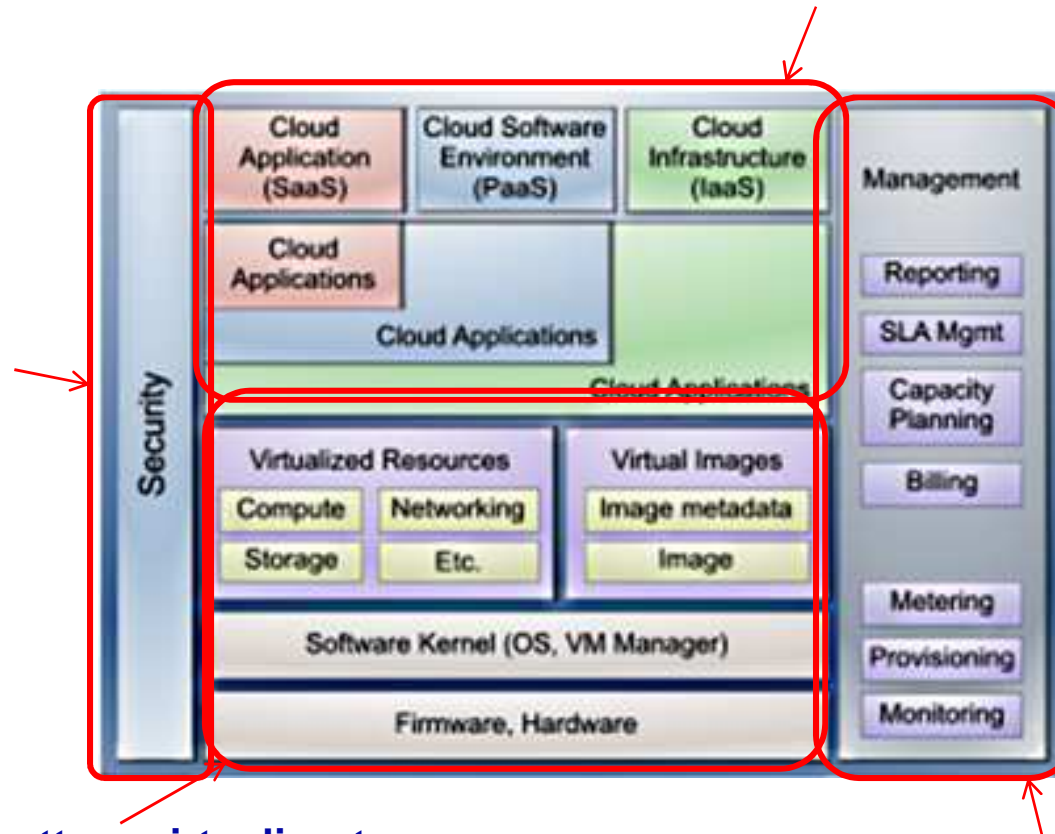 Cloud
Application
(SaaS)
Cloud Software
Environment
(PaaS)
Cloud
Infrastructure
(IaaS)
Management
Cloud
Applications
Cloud Applications
Cloud Applications
Security
Virtualized Resources
Compute
Networking
Storage
Etc.
Virtual Images
Image metadata
Image
Software Kernel (OS, VM Manager)
Firmware, Hardware
Reporting
SLA Mgmt
Capacity
Planning
Billing
Metering
Provisioning
Monitoring